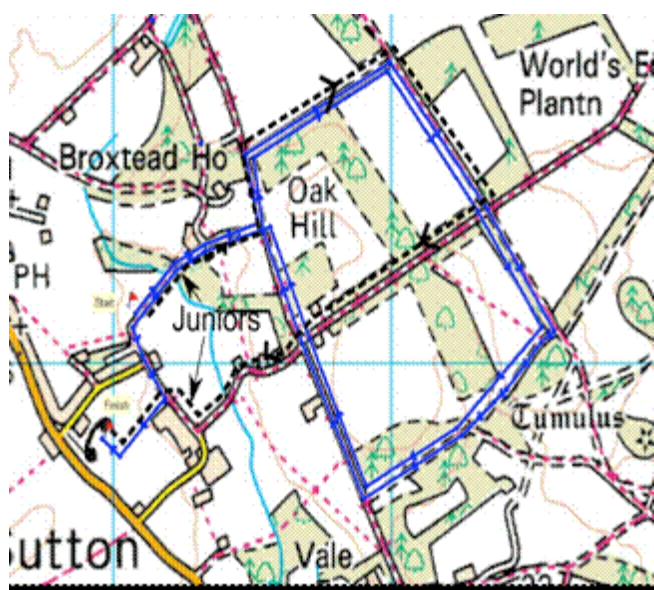 World's E
Plantn
Broxtead Ho
Oak
Hill
PH
Start
Juniors
Finish
Tumulus
utton
Vale